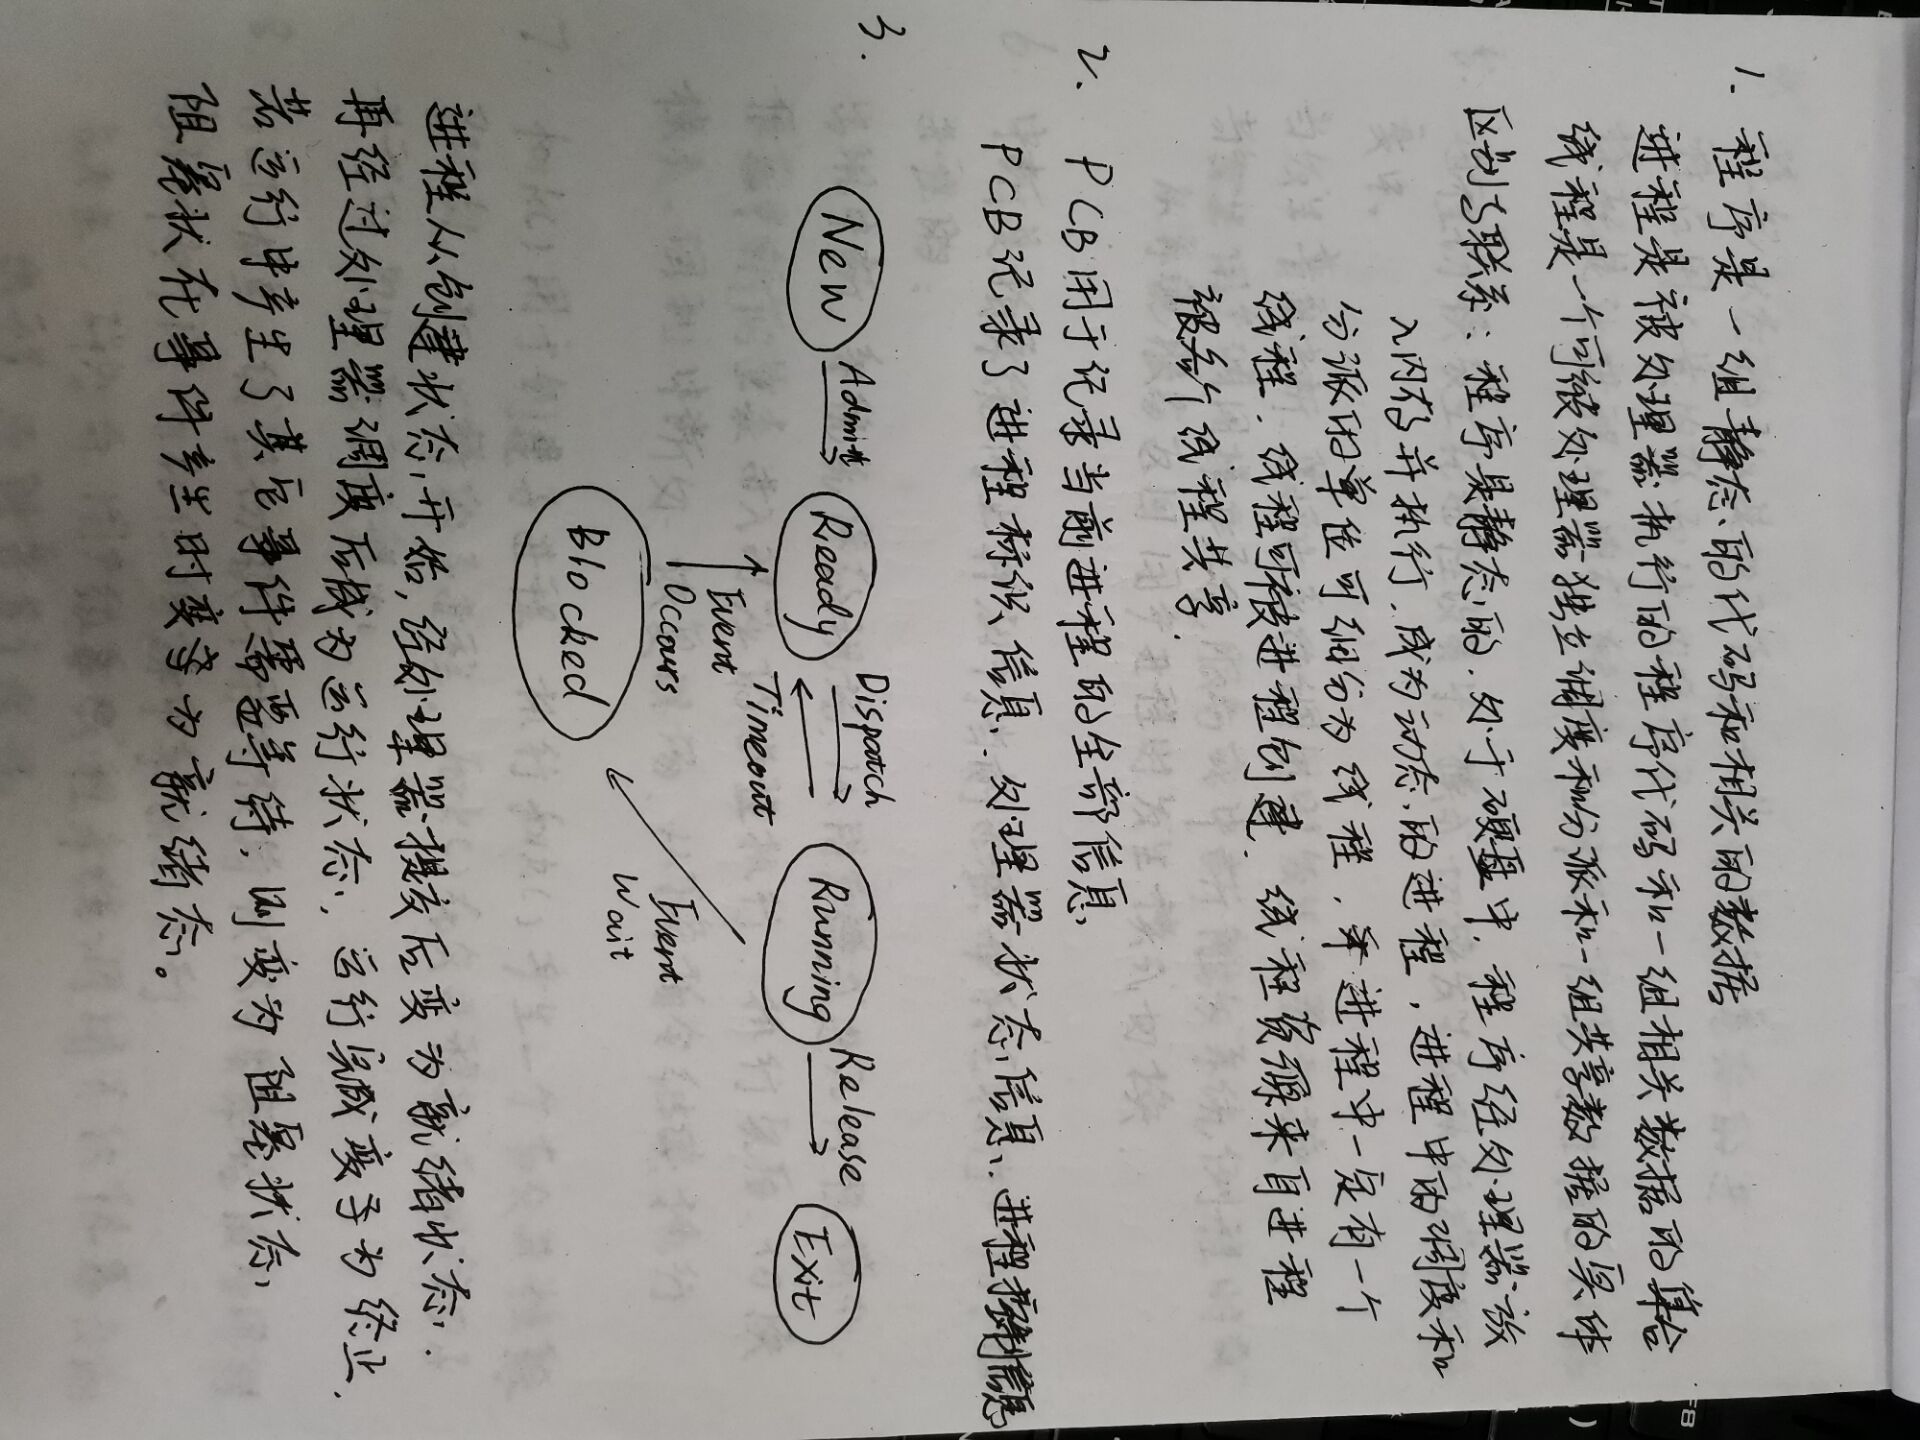 1. 程序是一组静态的代码和相关的数据
进程是被处理器执行的程序代码和一组相关数据的集合
线程是一个可被处理器独立调度和分派和一组共享数据的实体
区别与联系：程序是静态的，处于硬盘中，程序经处理器放
入内存并执行，成为动态的进程，进程中的调度和
分派的单位可细分为线程，进程中一定有一个
线程，线程可被进程创建，线程资源来自进程
被各个线程共享.
2. PCB用于记录当前进程的全部信息
PCB记录了进程标识信息、处理器状态信息、进程控制信息
3.
New Admit Ready Dispatch Running Release Exit
Timeout
Event
Occours
Event
Wait
Blocked
进程从创建状态开始，经处理器提交后变为就绪状态，
再经过处理器调度后成为运行状态，运行完成变子为终止，
若运行中产生了其它事件需要等待，则变为阻塞状态
阻塞状在事件产生时变为就绪态。
F8